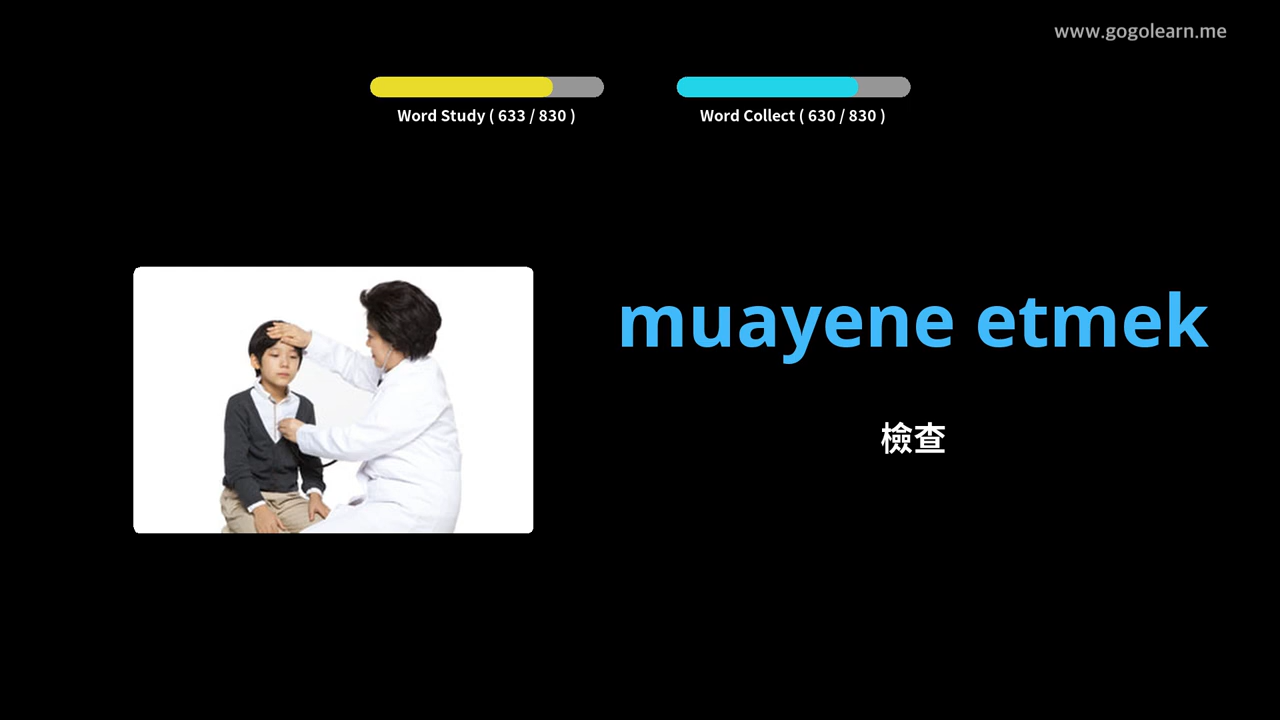 www.gogolearn.me
Word Study ( 633 / 830 )
Word Collect ( 630 / 830 )
muayene etmek
檢查